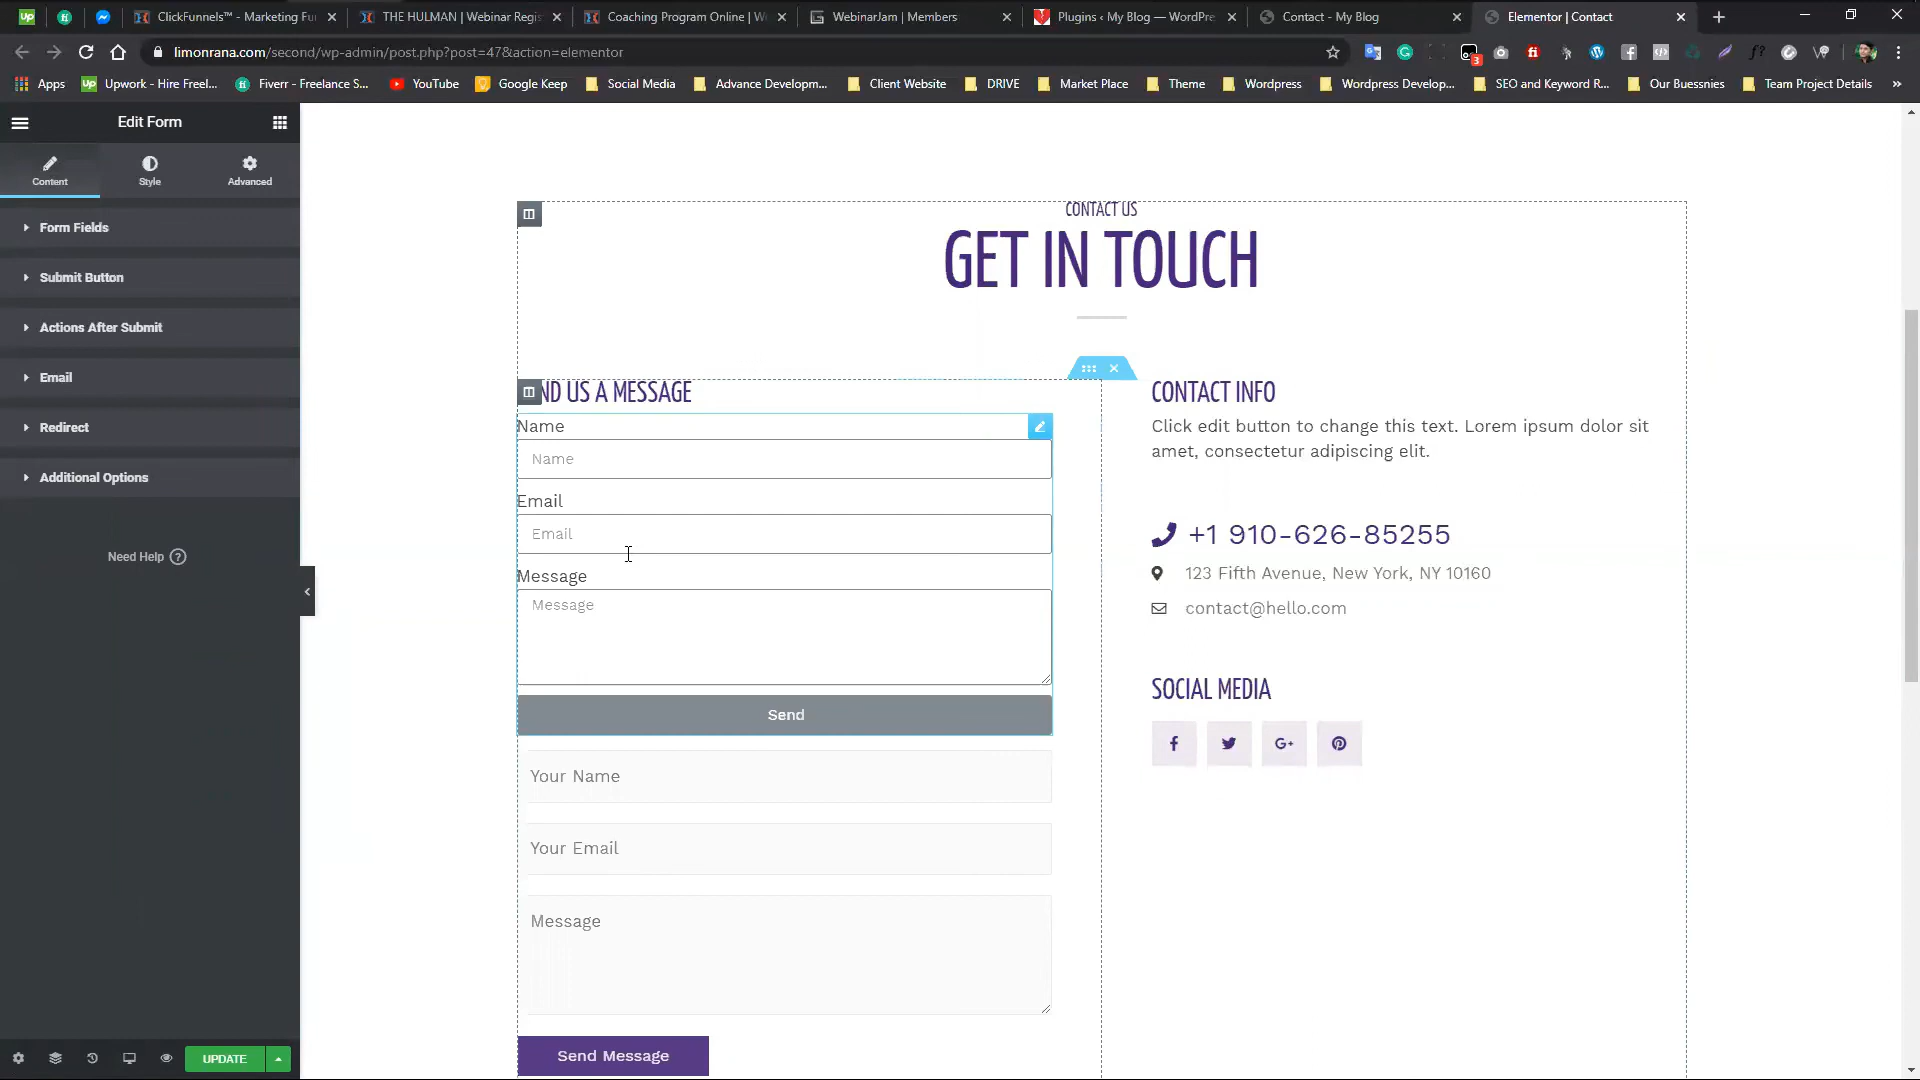 ClickFunnels™ - Marketing Fu
THE HULMAN | Webinar Regis
Coaching Program Online | W
WebinarJam | Members
Plugins ‹ My Blog — WordPre
Contact - My Blog
Elementor | Contact
limonrana.com/second/wp-admin/post.php?post=47&action=elementor
Apps
Upwork - Hire Freel...
Fiverr - Freelance S...
YouTube
Google Keep
Social Media
Advance Developm...
Client Website
DRIVE
Market Place
Theme
Wordpress
Wordpress Develop...
SEO and Keyword R...
Our Buessnies
Team Project Details
Edit Form
Content
Style
Advanced
Form Fields
Submit Button
Actions After Submit
Email
Redirect
Additional Options
Need Help
UPDATE
CONTACT US
GET IN TOUCH
ND US A MESSAGE
Name
Name
Email
Email
Message
Message
Send
Your Name
Your Email
Message
Send Message
CONTACT INFO
Click edit button to change this text. Lorem ipsum dolor sit
amet, consectetur adipiscing elit.
+1 910-626-85255
123 Fifth Avenue, New York, NY 10160
contact@hello.com
SOCIAL MEDIA